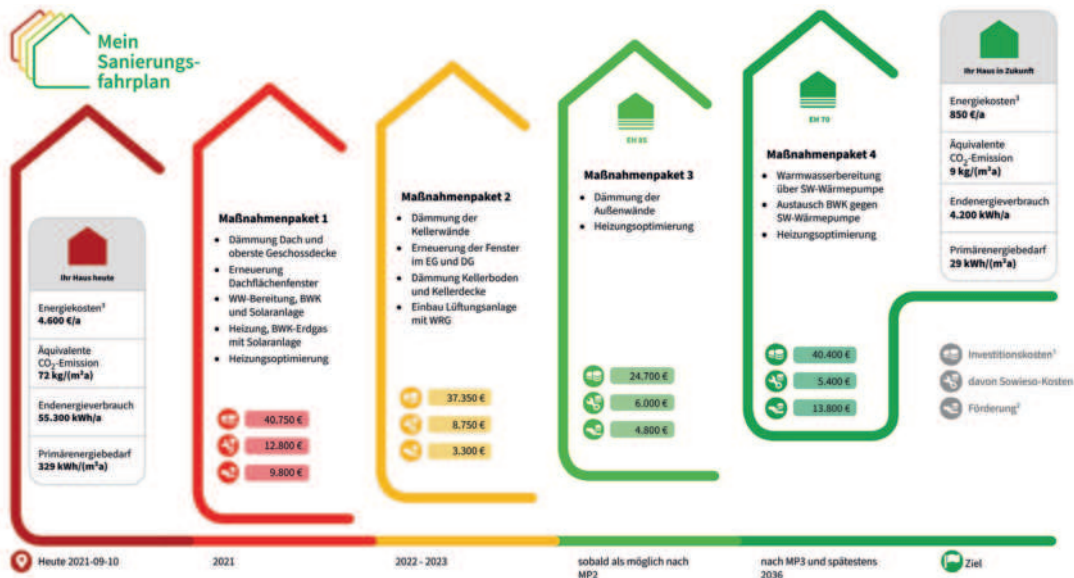 Mein
Sanierungs-
fahrplan
Ihr Haus heute
Energiekosten³
4.600 €/a
Äquivalente
CO₂-Emission
72 kg/(m²a)
Endenergieverbrauch
55.300 kWh/a
Primärenergiebedarf
329 kWh/(m²a)
Maßnahmenpaket 1
• Dämmung Dach und
oberste Geschossdecke
• Erneuerung
Dachflächenfenster
• WW-Bereitung, BWK
und Solaranlage
• Heizung, BWK-Erdgas
mit Solaranlage
• Heizungsoptimierung
40.750 €
12.800 €
9.800 €
Maßnahmenpaket 2
• Dämmung der
Kellerwände
• Erneuerung der Fenster
im EG und DG
• Dämmung Kellerboden
und Kellerdecke
• Einbau Lüftungsanlage
mit WRG
37.350 €
8.750 €
3.300 €
EH 85
Maßnahmenpaket 3
• Dämmung der
Außenwände
• Heizungsoptimierung
24.700 €
6.000 €
4.800 €
EH 70
Maßnahmenpaket 4
• Warmwasserbereitung
über SW-Wärmepumpe
• Austausch BWK gegen
SW-Wärmepumpe
• Heizungsoptimierung
40.400 €
5.400 €
13.800 €
Ihr Haus in Zukunft
Energiekosten³
850 €/a
Äquivalente
CO₂-Emission
9 kg/(m²a)
Endenergieverbrauch
4.200 kWh/a
Primärenergiebedarf
29 kWh/(m²a)
Investitionskosten¹
davon Sowieso-Kosten
Förderung²
Heute 2021-09-10
2021
2022 - 2023
sobald als möglich nach
MP2
nach MP3 und spätestens
2036
Ziel